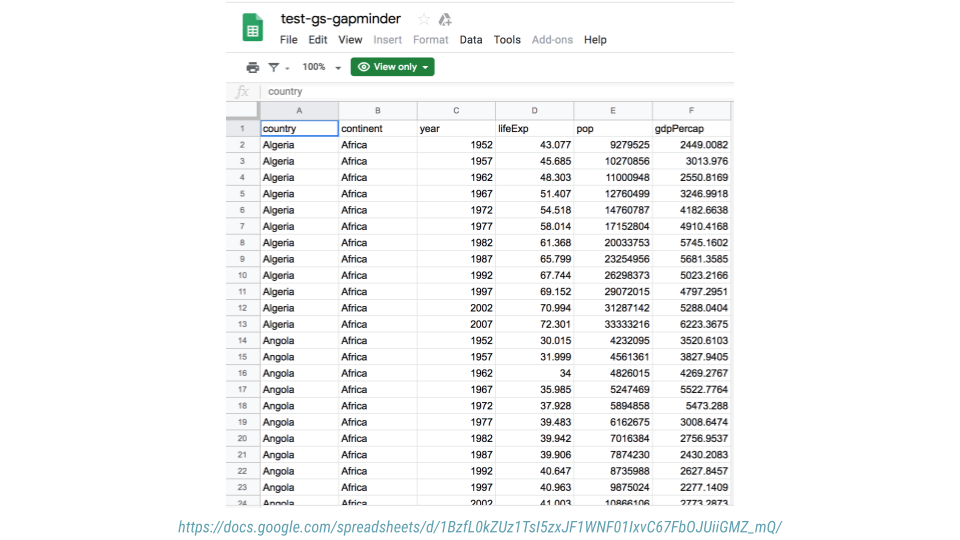 test-gs-gapminder
File Edit View Insert Format Data Tools Add-ons Help
100% View only
fx country
A B C D E F
1 country continent year lifeExp pop gdpPercap
2 Algeria Africa 1952 43.077 9279525 2449.0082
3 Algeria Africa 1957 45.685 10270856 3013.976
4 Algeria Africa 1962 48.303 11000948 2550.8169
5 Algeria Africa 1967 51.407 12760499 3246.9918
6 Algeria Africa 1972 54.518 14760787 4182.6638
7 Algeria Africa 1977 58.014 17152804 4910.4168
8 Algeria Africa 1982 61.368 20033753 5745.1602
9 Algeria Africa 1987 65.799 23254956 5681.3585
10 Algeria Africa 1992 67.744 26298373 5023.2166
11 Algeria Africa 1997 69.152 29072015 4797.2951
12 Algeria Africa 2002 70.994 31287142 5288.0404
13 Algeria Africa 2007 72.301 33333216 6223.3675
14 Angola Africa 1952 30.015 4232095 3520.6103
15 Angola Africa 1957 31.999 4561361 3827.9405
16 Angola Africa 1962 34 4826015 4269.2767
17 Angola Africa 1967 35.985 5247469 5522.7764
18 Angola Africa 1972 37.928 5894858 5473.288
19 Angola Africa 1977 39.483 6162675 3008.6474
20 Angola Africa 1982 39.942 7016384 2756.9537
21 Angola Africa 1987 39.906 7874230 2430.2083
22 Angola Africa 1992 40.647 8735988 2627.8457
23 Angola Africa 1997 40.963 9875024 2277.1409
24 Angola Africa 2002 41.003 10866106 2773.2873
https://docs.google.com/spreadsheets/d/1BzfL0kZUz1TsI5zxJF1WNF01IxvC67FbOJUiiGMZ_mQ/